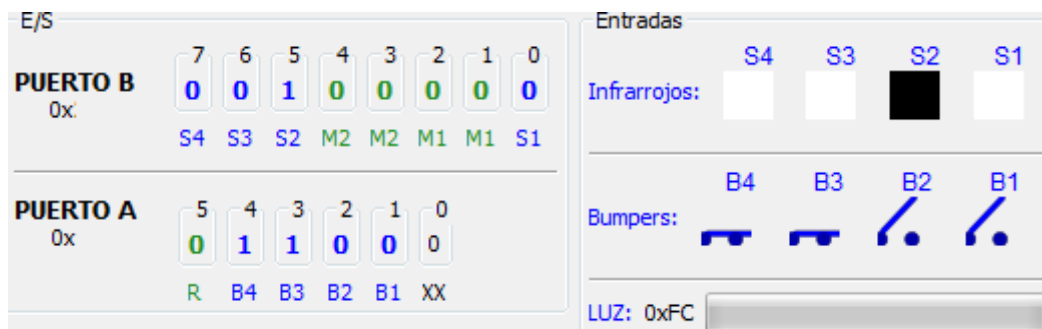 E/S
7 6 5 4 3 2 1 0
PUERTO B 0 0 1 0 0 0 0 0
0x
S4 S3 S2 M2 M2 M1 M1 S1
5 4 3 2 1 0
PUERTO A 0 1 1 0 0 0
0x
R B4 B3 B2 B1 XX
Entradas
S4 S3 S2 S1
Infrarrojos:
B4 B3 B2 B1
Bumpers:
LUZ: 0xFC